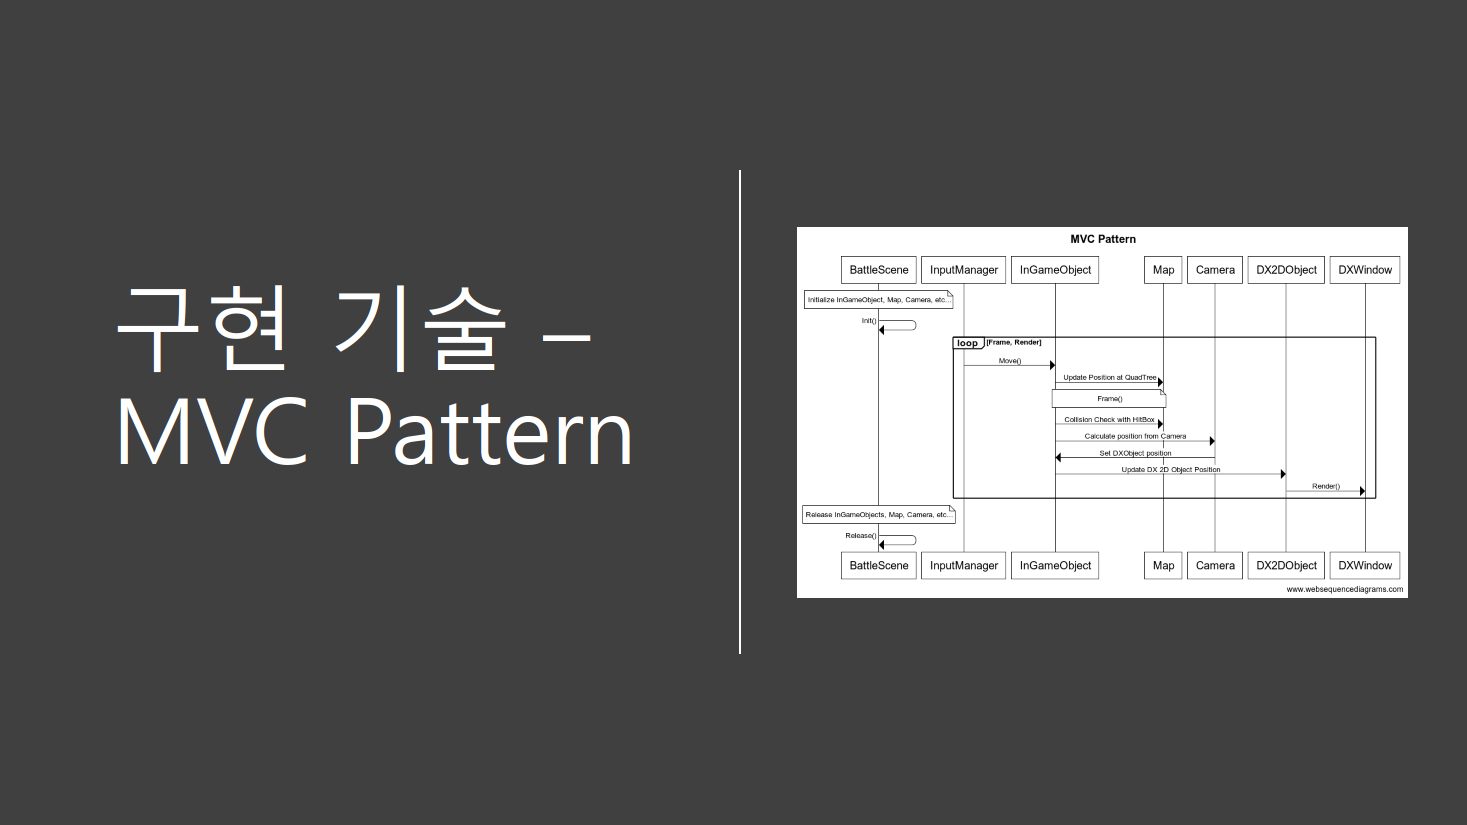 구현 기술 –
MVC Pattern
MVC Pattern
BattleScene InputManager InGameObject Map Camera DX2DObject DXWindow
Initialize InGameObject, Map, Camera, etc...
Init()
loop [Frame, Render]
Move()
Update Position at QuadTree
Frame()
Collision Check with HitBox
Calculate position from Camera
Set DXObject position
Update DX 2D Object Position
Render()
Release InGameObjects, Map, Camera, etc...
Release()
BattleScene InputManager InGameObject Map Camera DX2DObject DXWindow
www.websequencediagrams.com